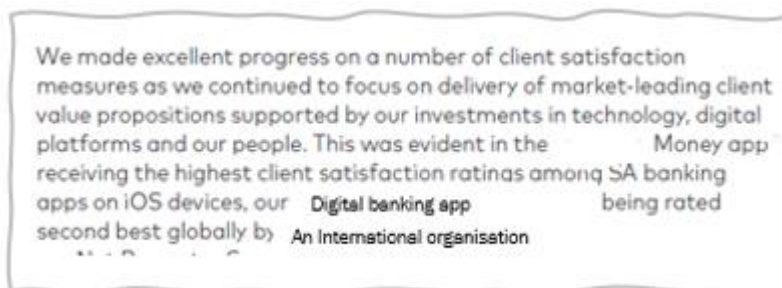 We made excellent progress on a number of client satisfaction
measures as we continued to focus on delivery of market-leading client
value propositions supported by our investments in technology, digital
platforms and our people. This was evident in the Money app
receiving the highest client satisfaction ratings among SA banking
apps on iOS devices, our Digital banking app being rated
second best globally by An International organisation